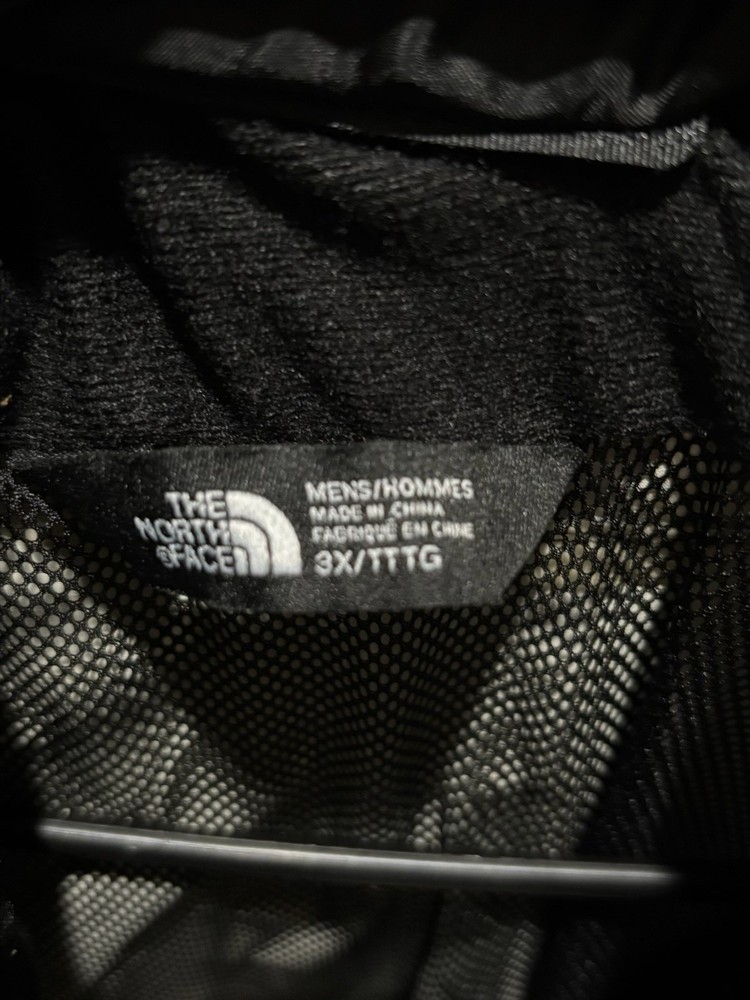 THE
NORTH
FACE
MENS/HOMMES
MADE IN CHINA
FABRIQUÉ EN CHINE
3X/TTTG